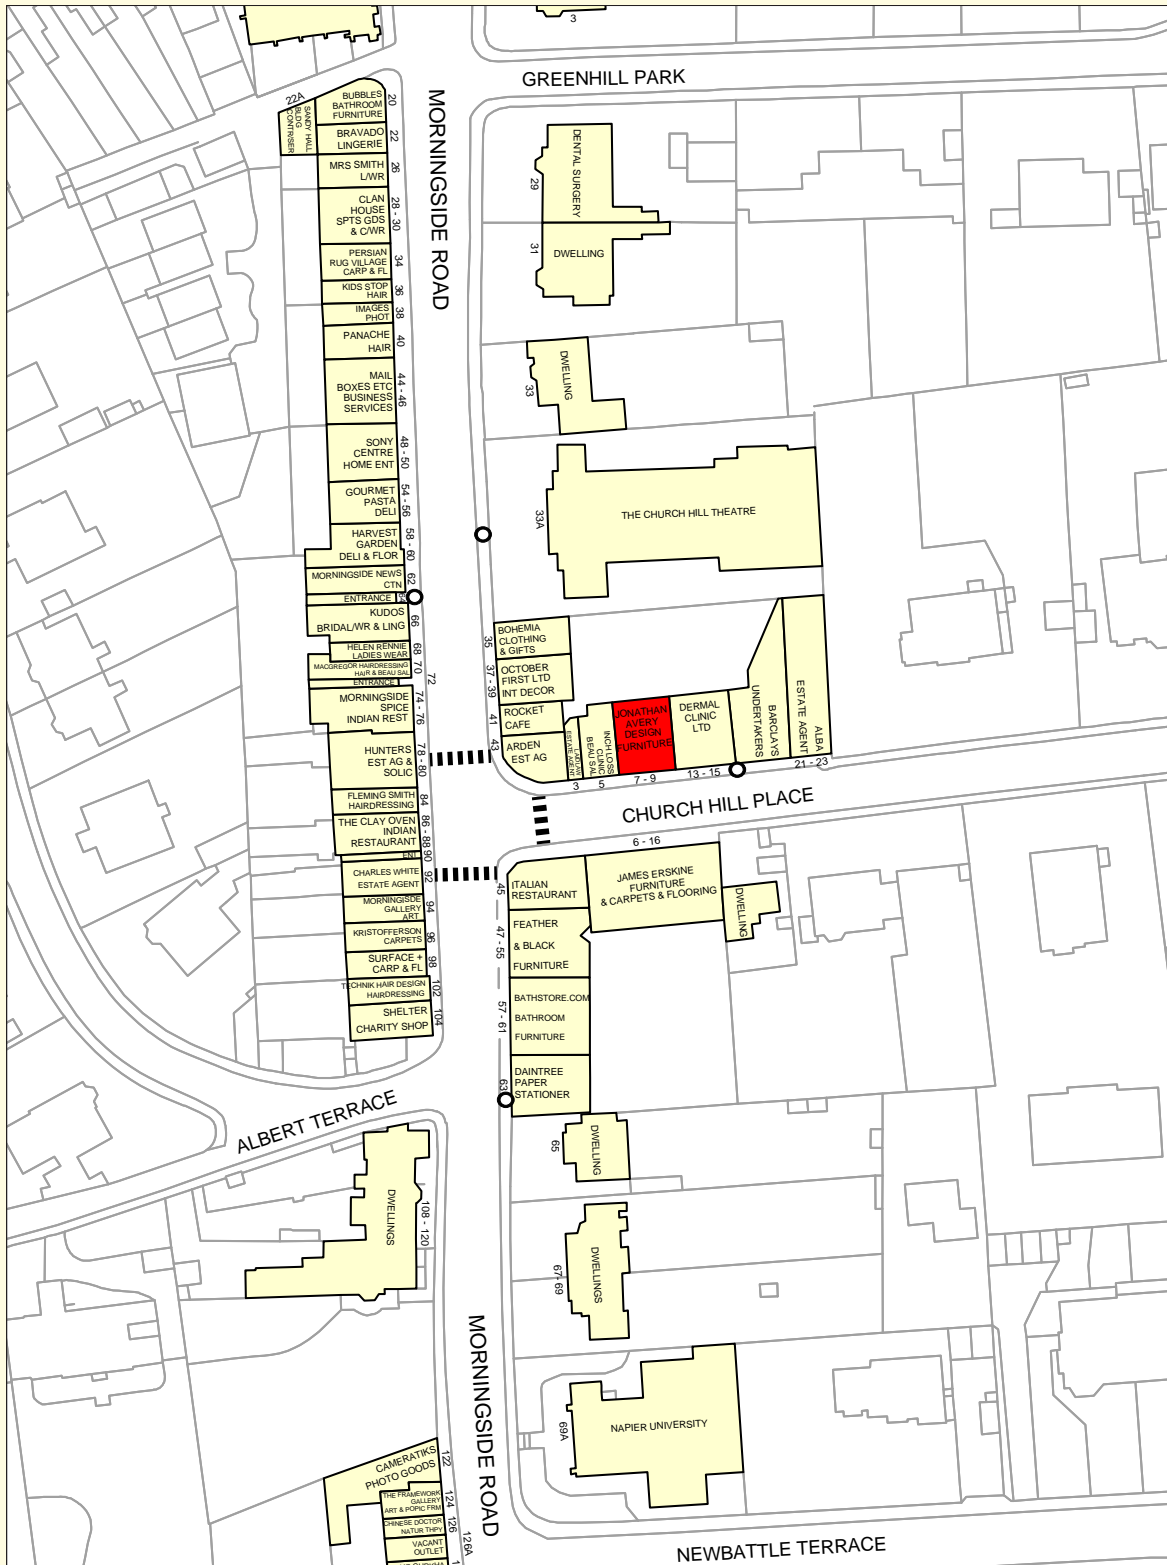 3
GREENHILL PARK
MORNINGSIDE ROAD
22A
SANDY HALL
BLDG
CONTR/SER
BUBBLES
BATHROOM
FURNITURE
20
BRAVADO
LINGERIE
22
MRS SMITH
L/WR
26
CLAN
HOUSE
SPTS GDS
& C/WR
28 - 30
PERSIAN
RUG VILLAGE
CARP & FL
34
KIDS STOP
HAIR
36
IMAGES
PHOT
38
PANACHE
HAIR
40
MAIL
BOXES ETC
BUSINESS
SERVICES
44 - 46
SONY
CENTRE
HOME ENT
48 - 50
GOURMET
PASTA
DELI
54 - 56
HARVEST
GARDEN
DELI & FLOR
58 - 60
MORNINGSIDE NEWS
CTN
62
ENTRANCE
64
KUDOS
BRIDAL/WR & LING
66
HELEN RENNIE
LADIES WEAR
68
MACGREGOR HAIRDRESSING
HAIR & BEAU SAL
70
ENTRANCE
72
MORNINGSIDE
SPICE
INDIAN REST
74 - 76
HUNTERS
EST AG &
SOLIC
78 - 80
FLEMING SMITH
HAIRDRESSING
84
THE CLAY OVEN
INDIAN
RESTAURANT
86 - 88
ENT
90
CHARLES WHITE
ESTATE AGENT
92
MORNINGISDE
GALLERY
ART
94
KRISTOFFERSON
CARPETS
96
SURFACE +
CARP & FL
98
TECHNIK HAIR DESIGN
HAIRDRESSING
102
SHELTER
CHARITY SHOP
104
DENTAL SURGERY
29
DWELLING
31
DWELLING
33
THE CHURCH HILL THEATRE
33A
BOHEMIA
CLOTHING
& GIFTS
35
OCTOBER
FIRST LTD
INT DECOR
37 - 39
ROCKET
CAFE
41
ARDEN
EST AG
43
LAIDLAW
ESTATE AGENT
3
INCH LOSS
CLINIC
BEAU SAL
5
JONATHAN
AVERY
DESIGN
FURNITURE
7 - 9
DERMAL
CLINIC
LTD
13 - 15
BARCLAYS
UNDERTAKERS
ALBA
ESTATE AGENT
21 - 23
CHURCH HILL PLACE
6 - 16
ITALIAN
RESTAURANT
45
JAMES ERSKINE
FURNITURE
& CARPETS & FLOORING
DWELLING
FEATHER
& BLACK
FURNITURE
47 - 55
BATHSTORE.COM
BATHROOM
FURNITURE
57 - 61
DAINTREE
PAPER
STATIONER
63
ALBERT TERRACE
DWELLING
65
DWELLINGS
108 - 120
DWELLINGS
67- 69
MORNINGSIDE ROAD
NAPIER UNIVERSITY
69A
CAMERATIKS
PHOTO GOODS
122
THE FRAMEWORK
GALLERY
ART & POPIC FRM
124
CHINESE DOCTOR
NATUR THPY
126
VACANT
OUTLET
126A
NEWBATTLE TERRACE